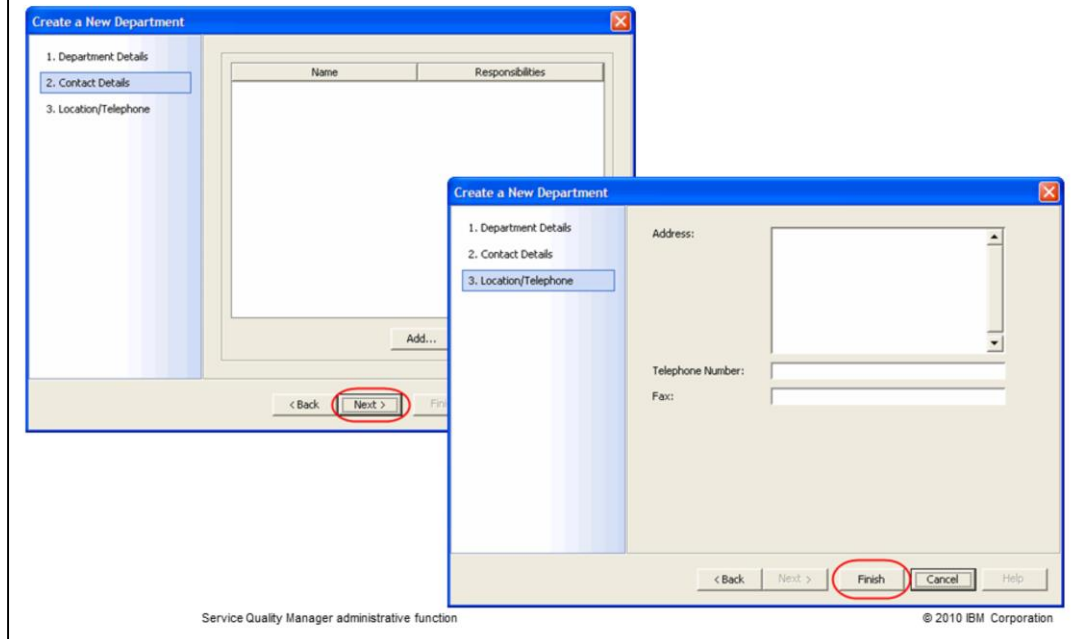 Create a New Department
1. Department Details
2. Contact Details
3. Location/Telephone
Name Responsibilities
Add...
< Back Next >
Create a New Department
1. Department Details
2. Contact Details
3. Location/Telephone
Address:
Telephone Number:
Fax:
< Back Next > Finish Cancel Help
Service Quality Manager administrative function © 2010 IBM Corporation